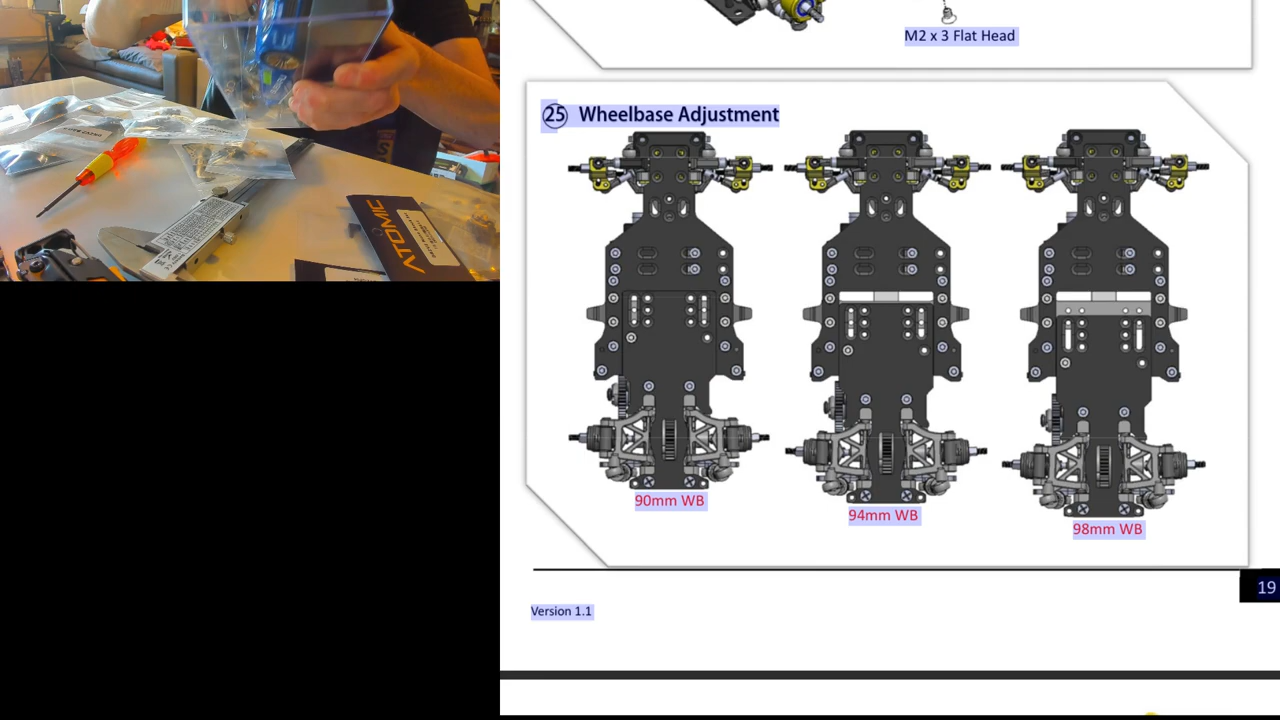 M2 x 3 Flat Head
25 Wheelbase Adjustment
90mm WB
94mm WB
98mm WB
19
Version 1.1
ATOMIC